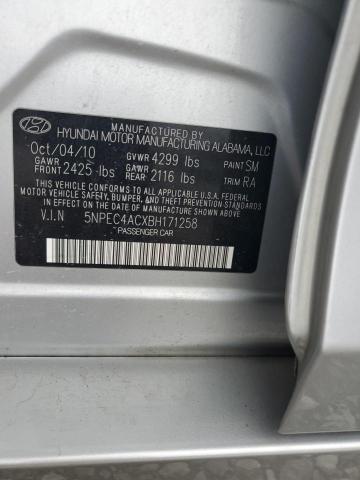 MANUFACTURED BY
HYUNDAI MOTOR MANUFACTURING ALABAMA, LLC
Oct/04/10 GVWR 4299 lbs PAINT SM
GAWR FRONT 2425 lbs GAWR REAR 2116 lbs TRIM RA
THIS VEHICLE CONFORMS TO ALL APPLICABLE U.S.A. FEDERAL
MOTOR VEHICLE SAFETY, BUMPER, AND THEFT PREVENTION
STANDARDS IN EFFECT ON THE DATE OF MANUFACTURE SHOWN ABOVE.
V.I.N 5NPEC4ACXBH171258
PASSENGER CAR